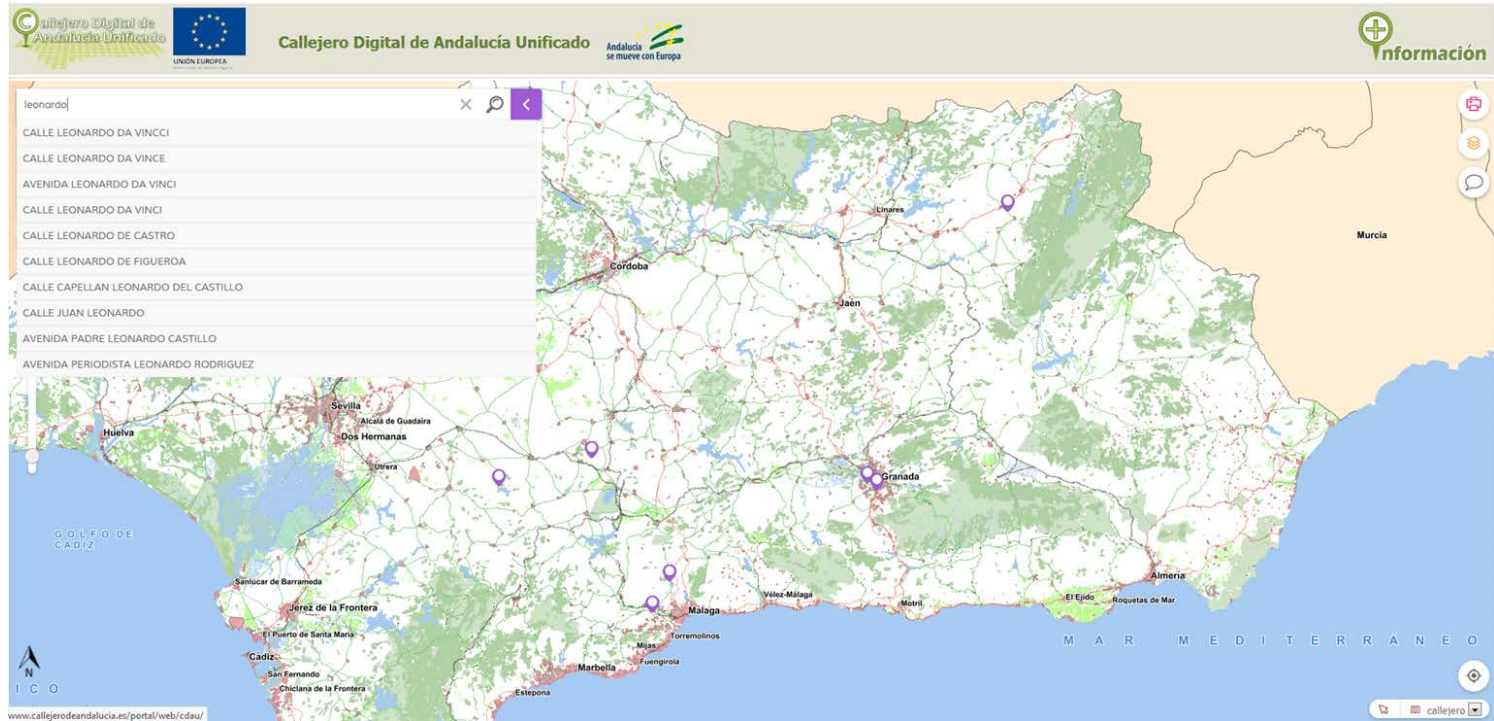 Callejero Digital de
Andalucía Unificado
UNIÓN EUROPEA
Callejero Digital de Andalucía Unificado
Andalucía
se mueve con Europa
Información
leonardo
CALLE LEONARDO DA VINCCI
CALLE LEONARDO DA VINCE
AVENIDA LEONARDO DA VINCI
CALLE LEONARDO DA VINCI
CALLE LEONARDO DE CASTRO
CALLE LEONARDO DE FIGUEROA
CALLE CAPELLAN LEONARDO DEL CASTILLO
CALLE JUAN LEONARDO
AVENIDA PADRE LEONARDO CASTILLO
AVENIDA PERIODISTA LEONARDO RODRIGUEZ
Linares
Murcia
Córdoba
Jaén
Sevilla
Alcalá de Guadaira
Huelva
Dos Hermanas
Utrera
Granada
GOLFO DE
CÁDIZ
Sanlúcar de Barrameda
Almería
Vélez-Málaga
El Ejido
Roquetas de Mar
Jerez de la Frontera
Motril
Málaga
El Puerto de Santa María
Torremolinos
MAR MEDITERRÁNEO
Mijas
Cádiz
Fuengirola
Marbella
N
San Fernando
ICO
Chiclana de la Frontera
Estepona
www.callejerodeandalucia.es/portal/web/cdau/
callejero